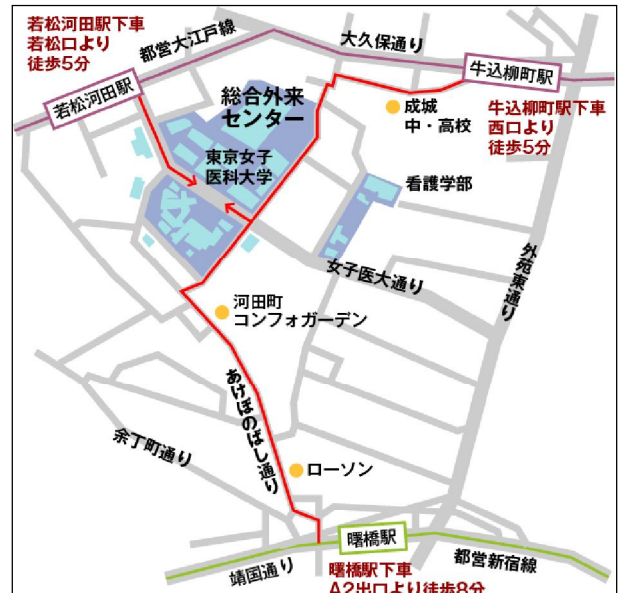 若松河田駅下車
若松口より
徒歩5分
都営大江戸線
大久保通り
牛込柳町駅
若松河田駅
総合外来
センター
成城
中・高校
牛込柳町駅下車
西口より
徒歩5分
東京女子
医科大学
看護学部
外苑東通り
女子医大通り
河田町
コンフォガーデン
あけぼのばし通り
余丁町通り
ローソン
曙橋駅
都営新宿線
靖国通り
曙橋駅下車
A2出口より徒歩8分